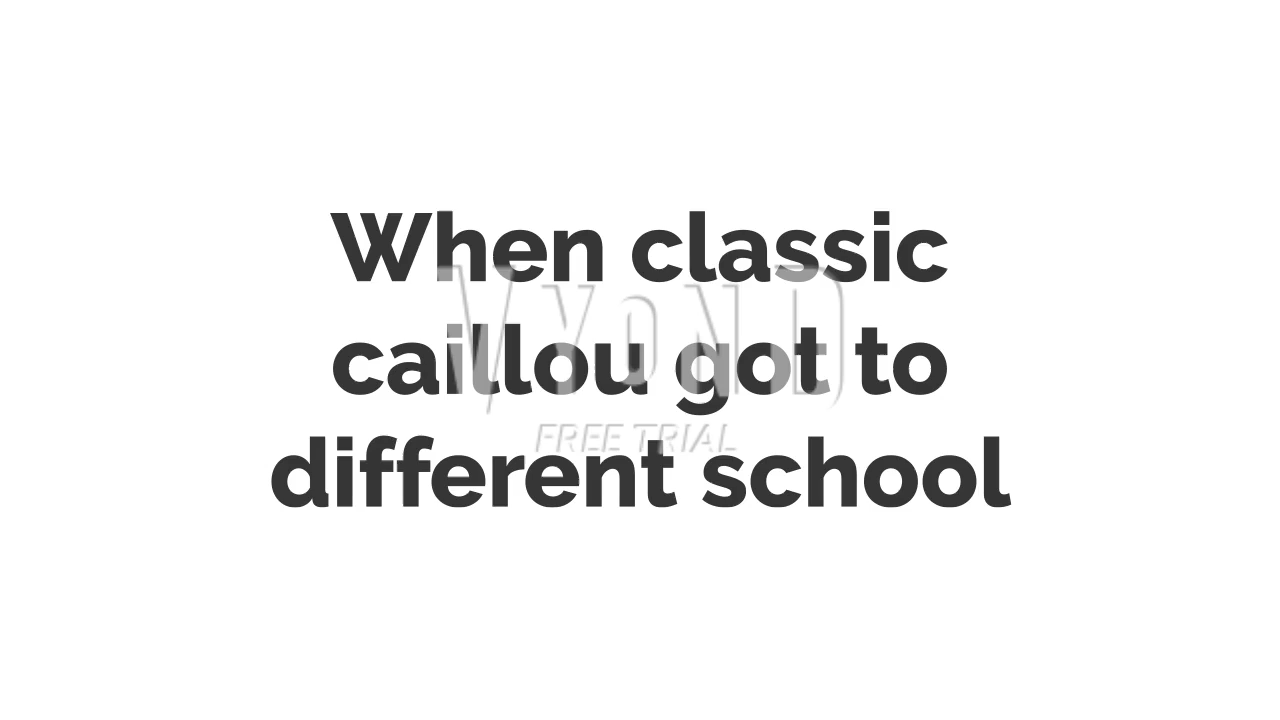 When classic
caillou got to
different school
VYOND
FREE TRIAL